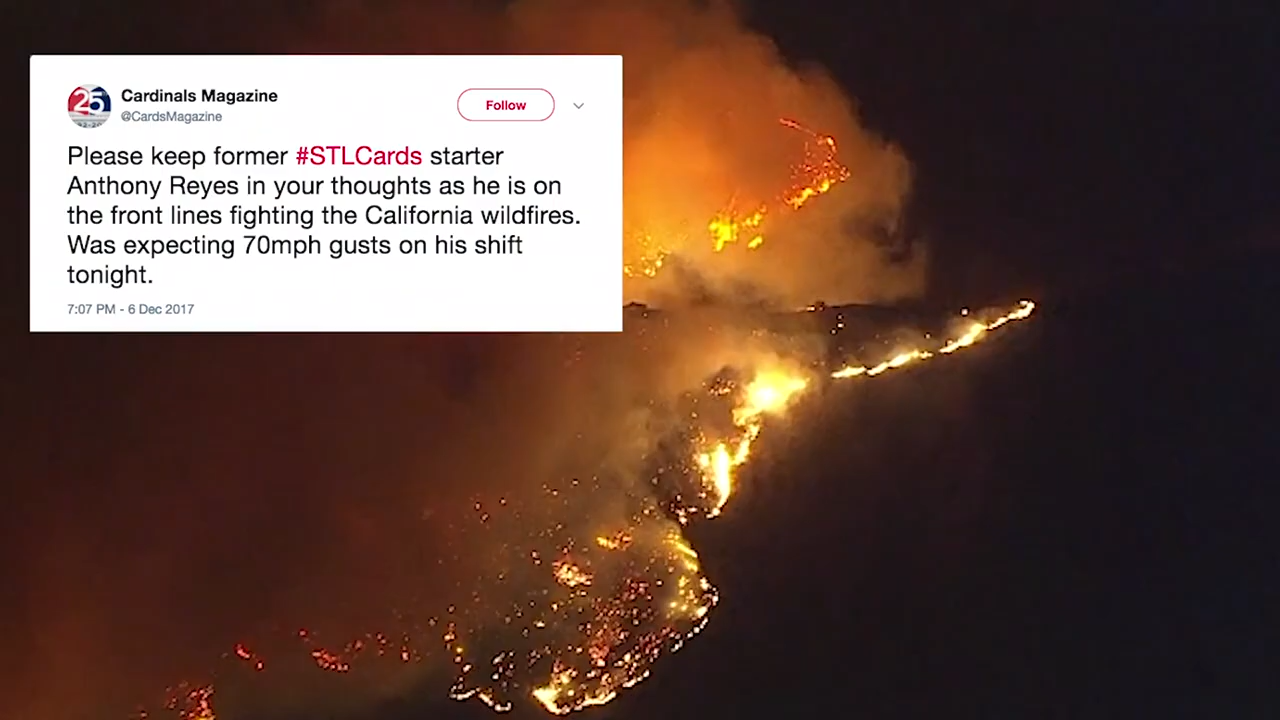 25
Cardinals Magazine
@CardsMagazine
Follow
Please keep former #STLCards starter
Anthony Reyes in your thoughts as he is on
the front lines fighting the California wildfires.
Was expecting 70mph gusts on his shift
tonight.
7:07 PM - 6 Dec 2017